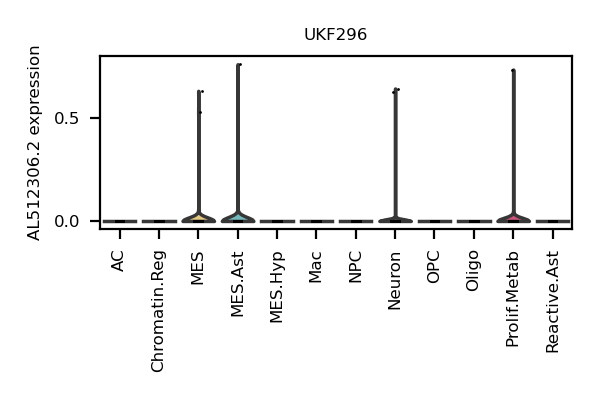 UKF296
AL512306.2 expression
0.5
0.0
AC
Chromatin.Reg
MES
MES.Ast
MES.Hyp
Mac
NPC
Neuron
OPC
Oligo
Prolif.Metab
Reactive.Ast